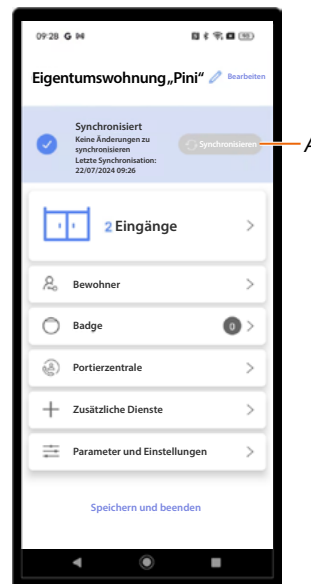 09:28 G
Eigentumswohnung „Pini“ Bearbeiten
Synchronisiert
Keine Änderungen zu
synchronisieren
Letzte Synchronisation:
22/07/2024 09:26
Synchronisieren
A
2 Eingänge
Bewohner
Badge 0
Portierzentrale
Zusätzliche Dienste
Parameter und Einstellungen
Speichern und beenden